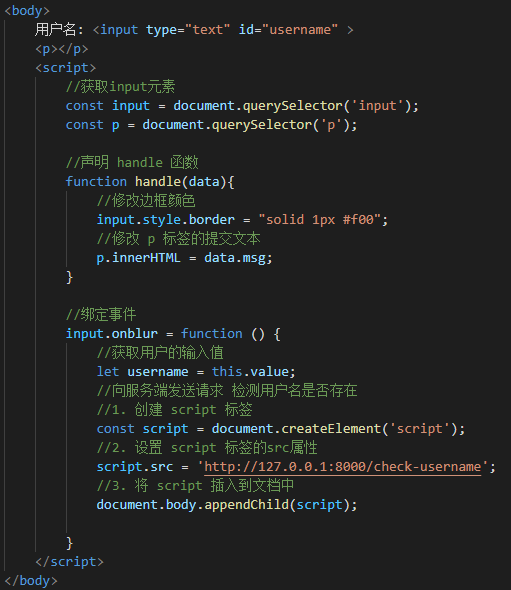 <body>
    用户名: <input type="text" id="username" >
    <p></p>
    <script>
        //获取input元素
        const input = document.querySelector('input');
        const p = document.querySelector('p');

        //声明 handle 函数
        function handle(data){
            //修改边框颜色
            input.style.border = "solid 1px #f00";
            //修改 p 标签的提交文本
            p.innerHTML = data.msg;
        }

        //绑定事件
        input.onblur = function () {
            //获取用户的输入值
            let username = this.value;
            //向服务端发送请求 检测用户名是否存在
            //1. 创建 script 标签
            const script = document.createElement('script');
            //2. 设置 script 标签的src属性
            script.src = 'http://127.0.0.1:8000/check-username';
            //3. 将 script 插入到文档中
            document.body.appendChild(script);

        }
    </script>
</body>